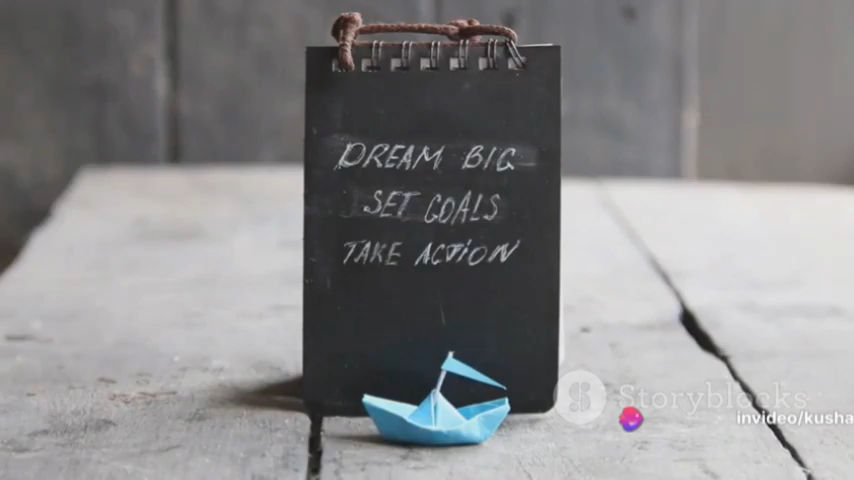 DREAM BIG
SET GOALS
TAKE ACTION
Storyblocks
invideo/kusha